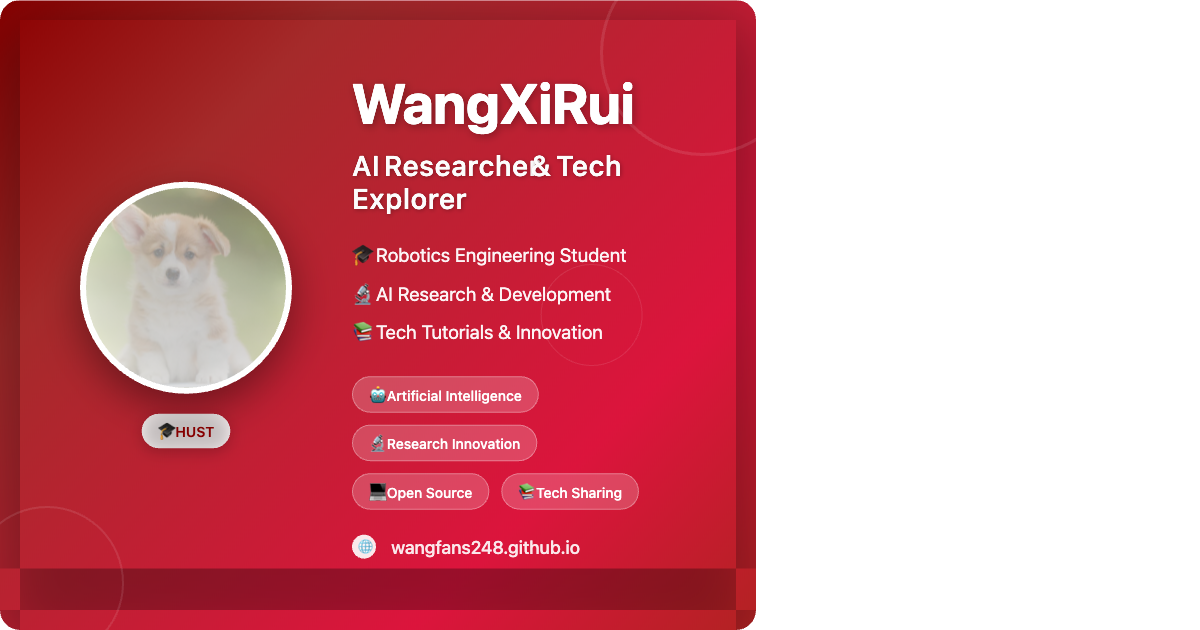 WangXiRui
AI Researcher & Tech
Explorer
🎓Robotics Engineering Student
🔬AI Research & Development
📚Tech Tutorials & Innovation
🤖Artificial Intelligence
🔬Research Innovation
💻Open Source
📚Tech Sharing
🎓HUST
🌐 wangfans248.github.io